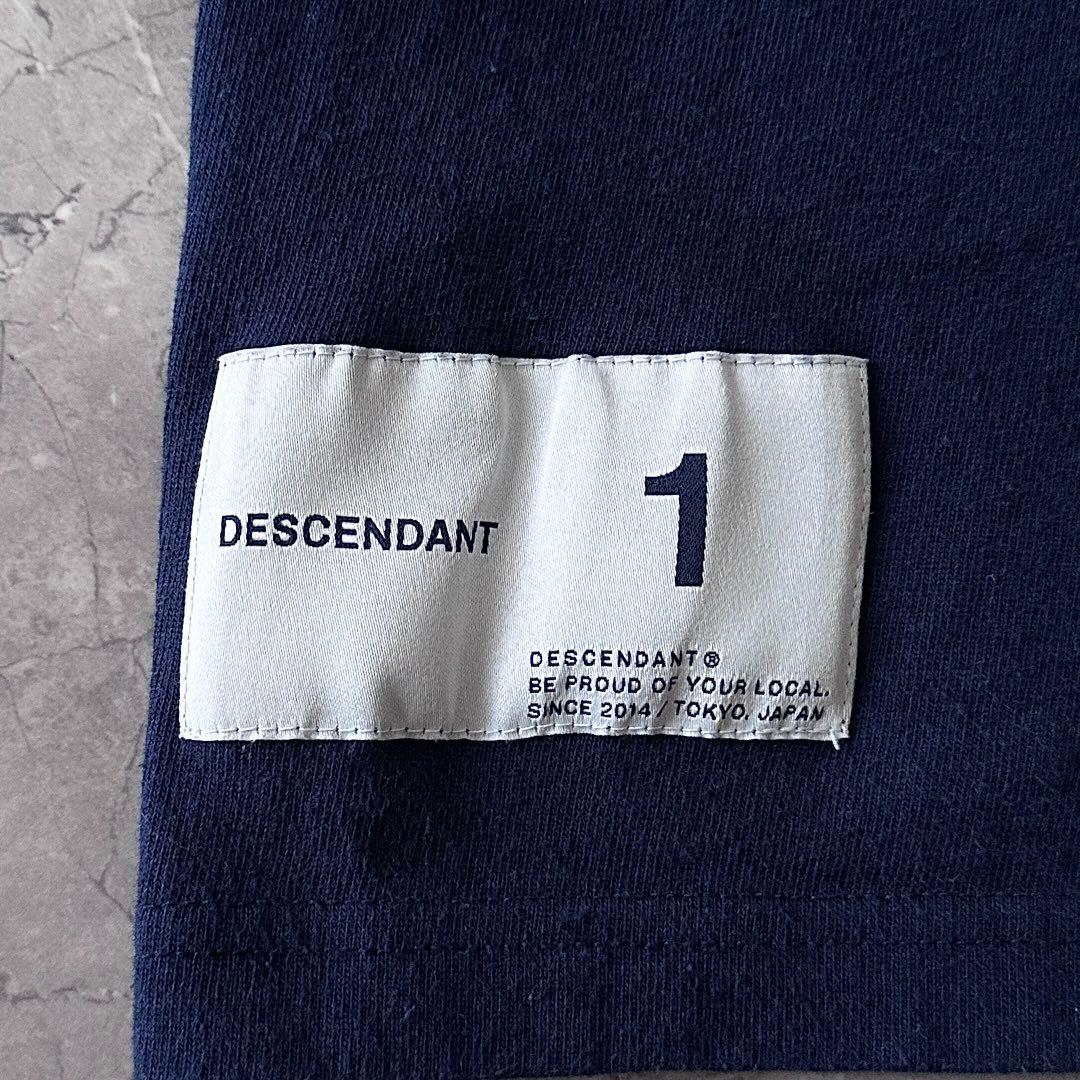 DESCENDANT
1
DESCENDANT®
BE PROUD OF YOUR LOCAL.
SINCE 2014 / TOKYO, JAPAN